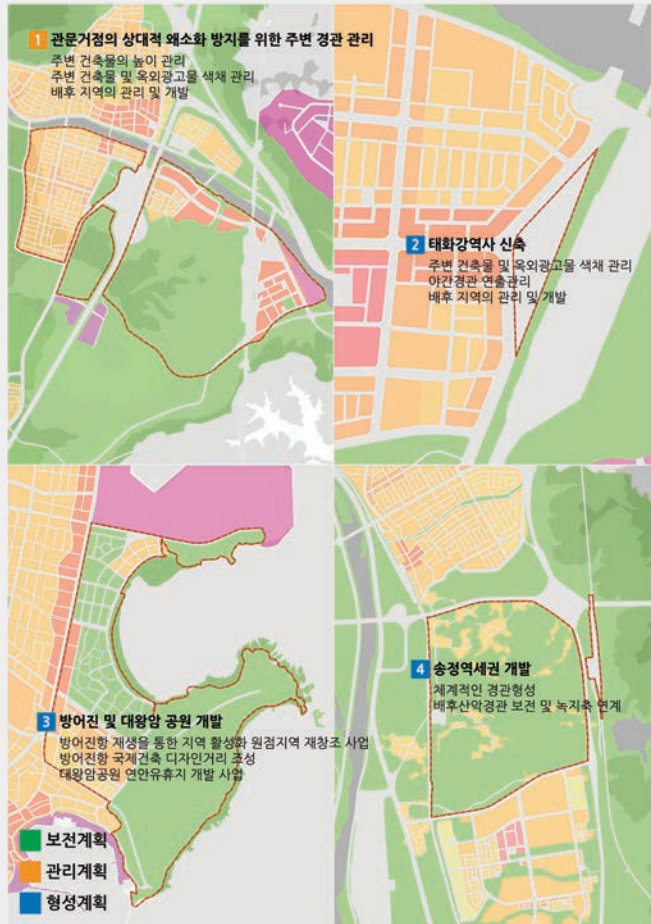 1 관문거점의 상대적 왜소화 방지를 위한 주변 경관 관리
주변 건축물의 높이 관리
주변 건축물 및 옥외광고물 색채 관리
배후 지역의 관리 및 개발
2 태화강역사 신축
주변 건축물 및 옥외광고물 색채 관리
야간경관 연출관리
배후 지역의 관리 및 개발
3 방어진 및 대왕암 공원 개발
방어진항 재생을 통한 지역 활성화 원점지역 재창조 사업
방어진항 국제건축 디자인거리 조성
대왕암공원 연안유휴지 개발 사업
4 송정역세권 개발
체계적인 경관형성
배후산악경관 보전 및 녹지축 연계
보전계획
관리계획
형성계획